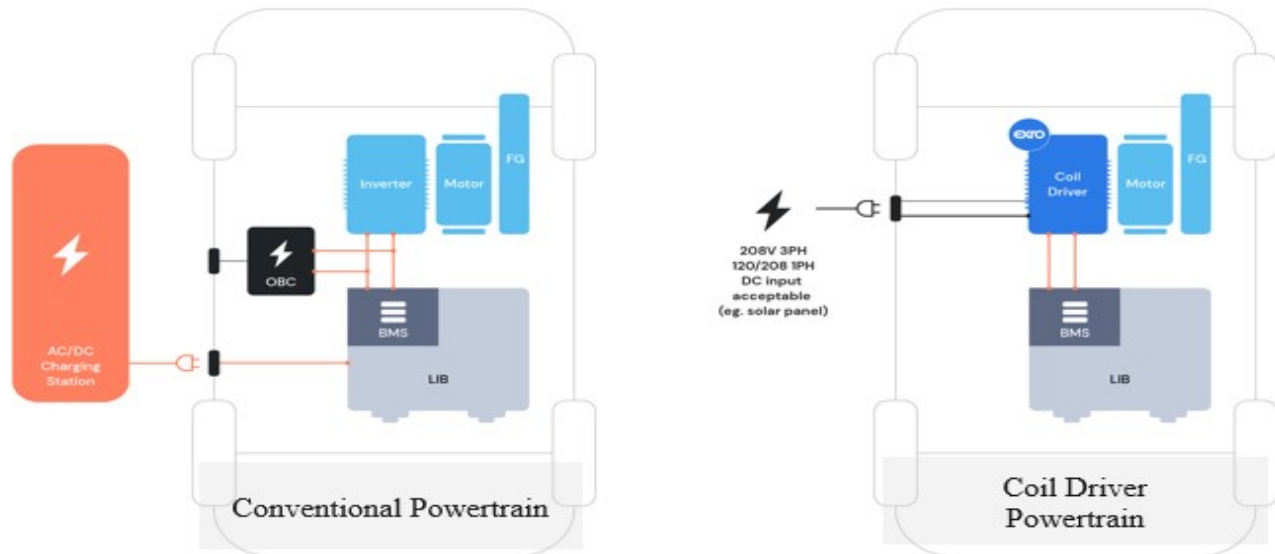 FG
Inverter
Motor
OBC
BMS
LIB
AC/DC
Charging
Station
Conventional Powertrain
exro
FG
Coil
Driver
Motor
208V 3PH
120/208 1PH
DC input
acceptable
(eg. solar panel)
BMS
LIB
Coil Driver
Powertrain